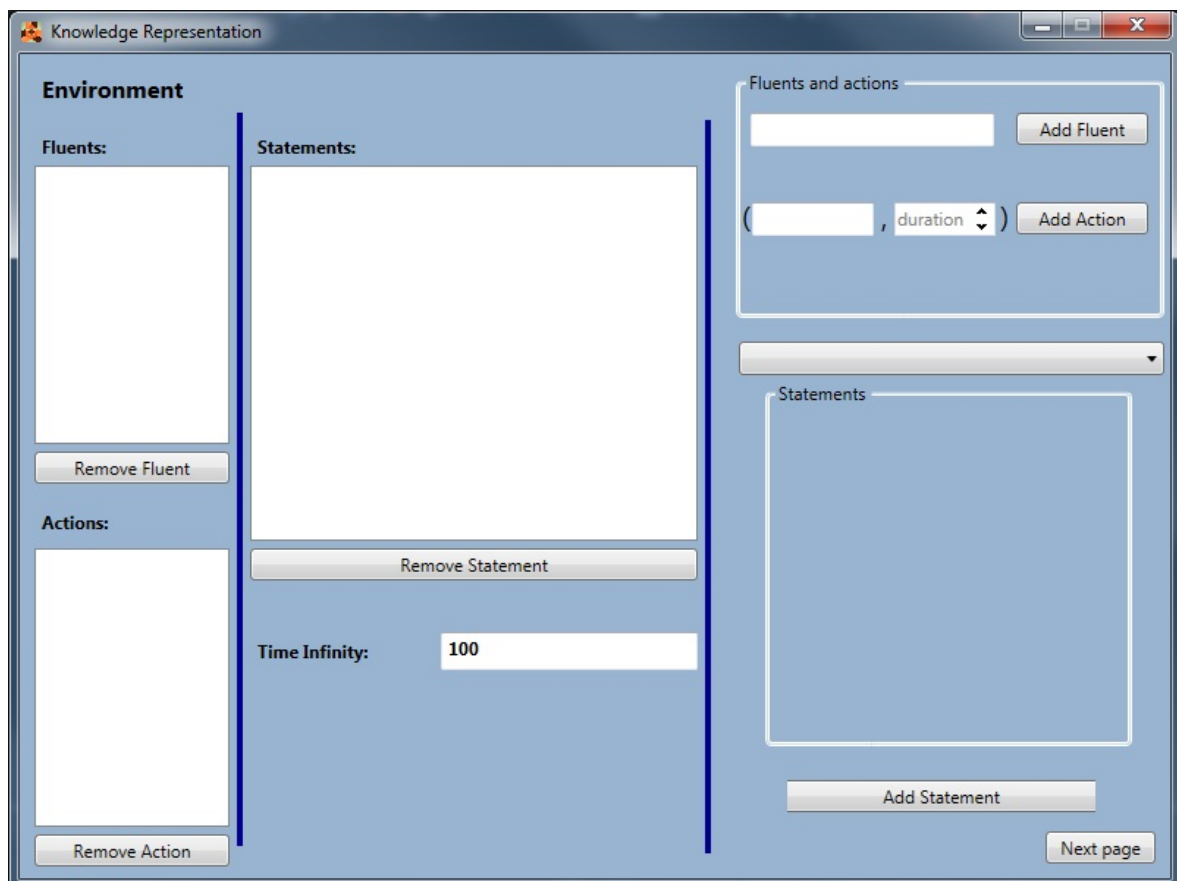 Knowledge Representation
Environment
Fluents:
Remove Fluent
Actions:
Remove Action
Statements:
Remove Statement
Time Infinity: 100
Fluents and actions
Add Fluent
( , duration ) Add Action
Statements
Add Statement
Next page